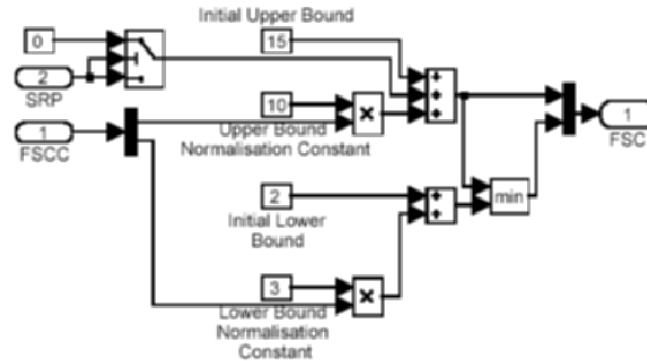 Initial Upper Bound
0
15
2
SRP
10
1
FSCC
Upper Bound
Normalisation Constant
×
+
+
+
1
FSC
2
Initial Lower
Bound
+
+
min
3
×
Lower Bound
Normalisation
Constant